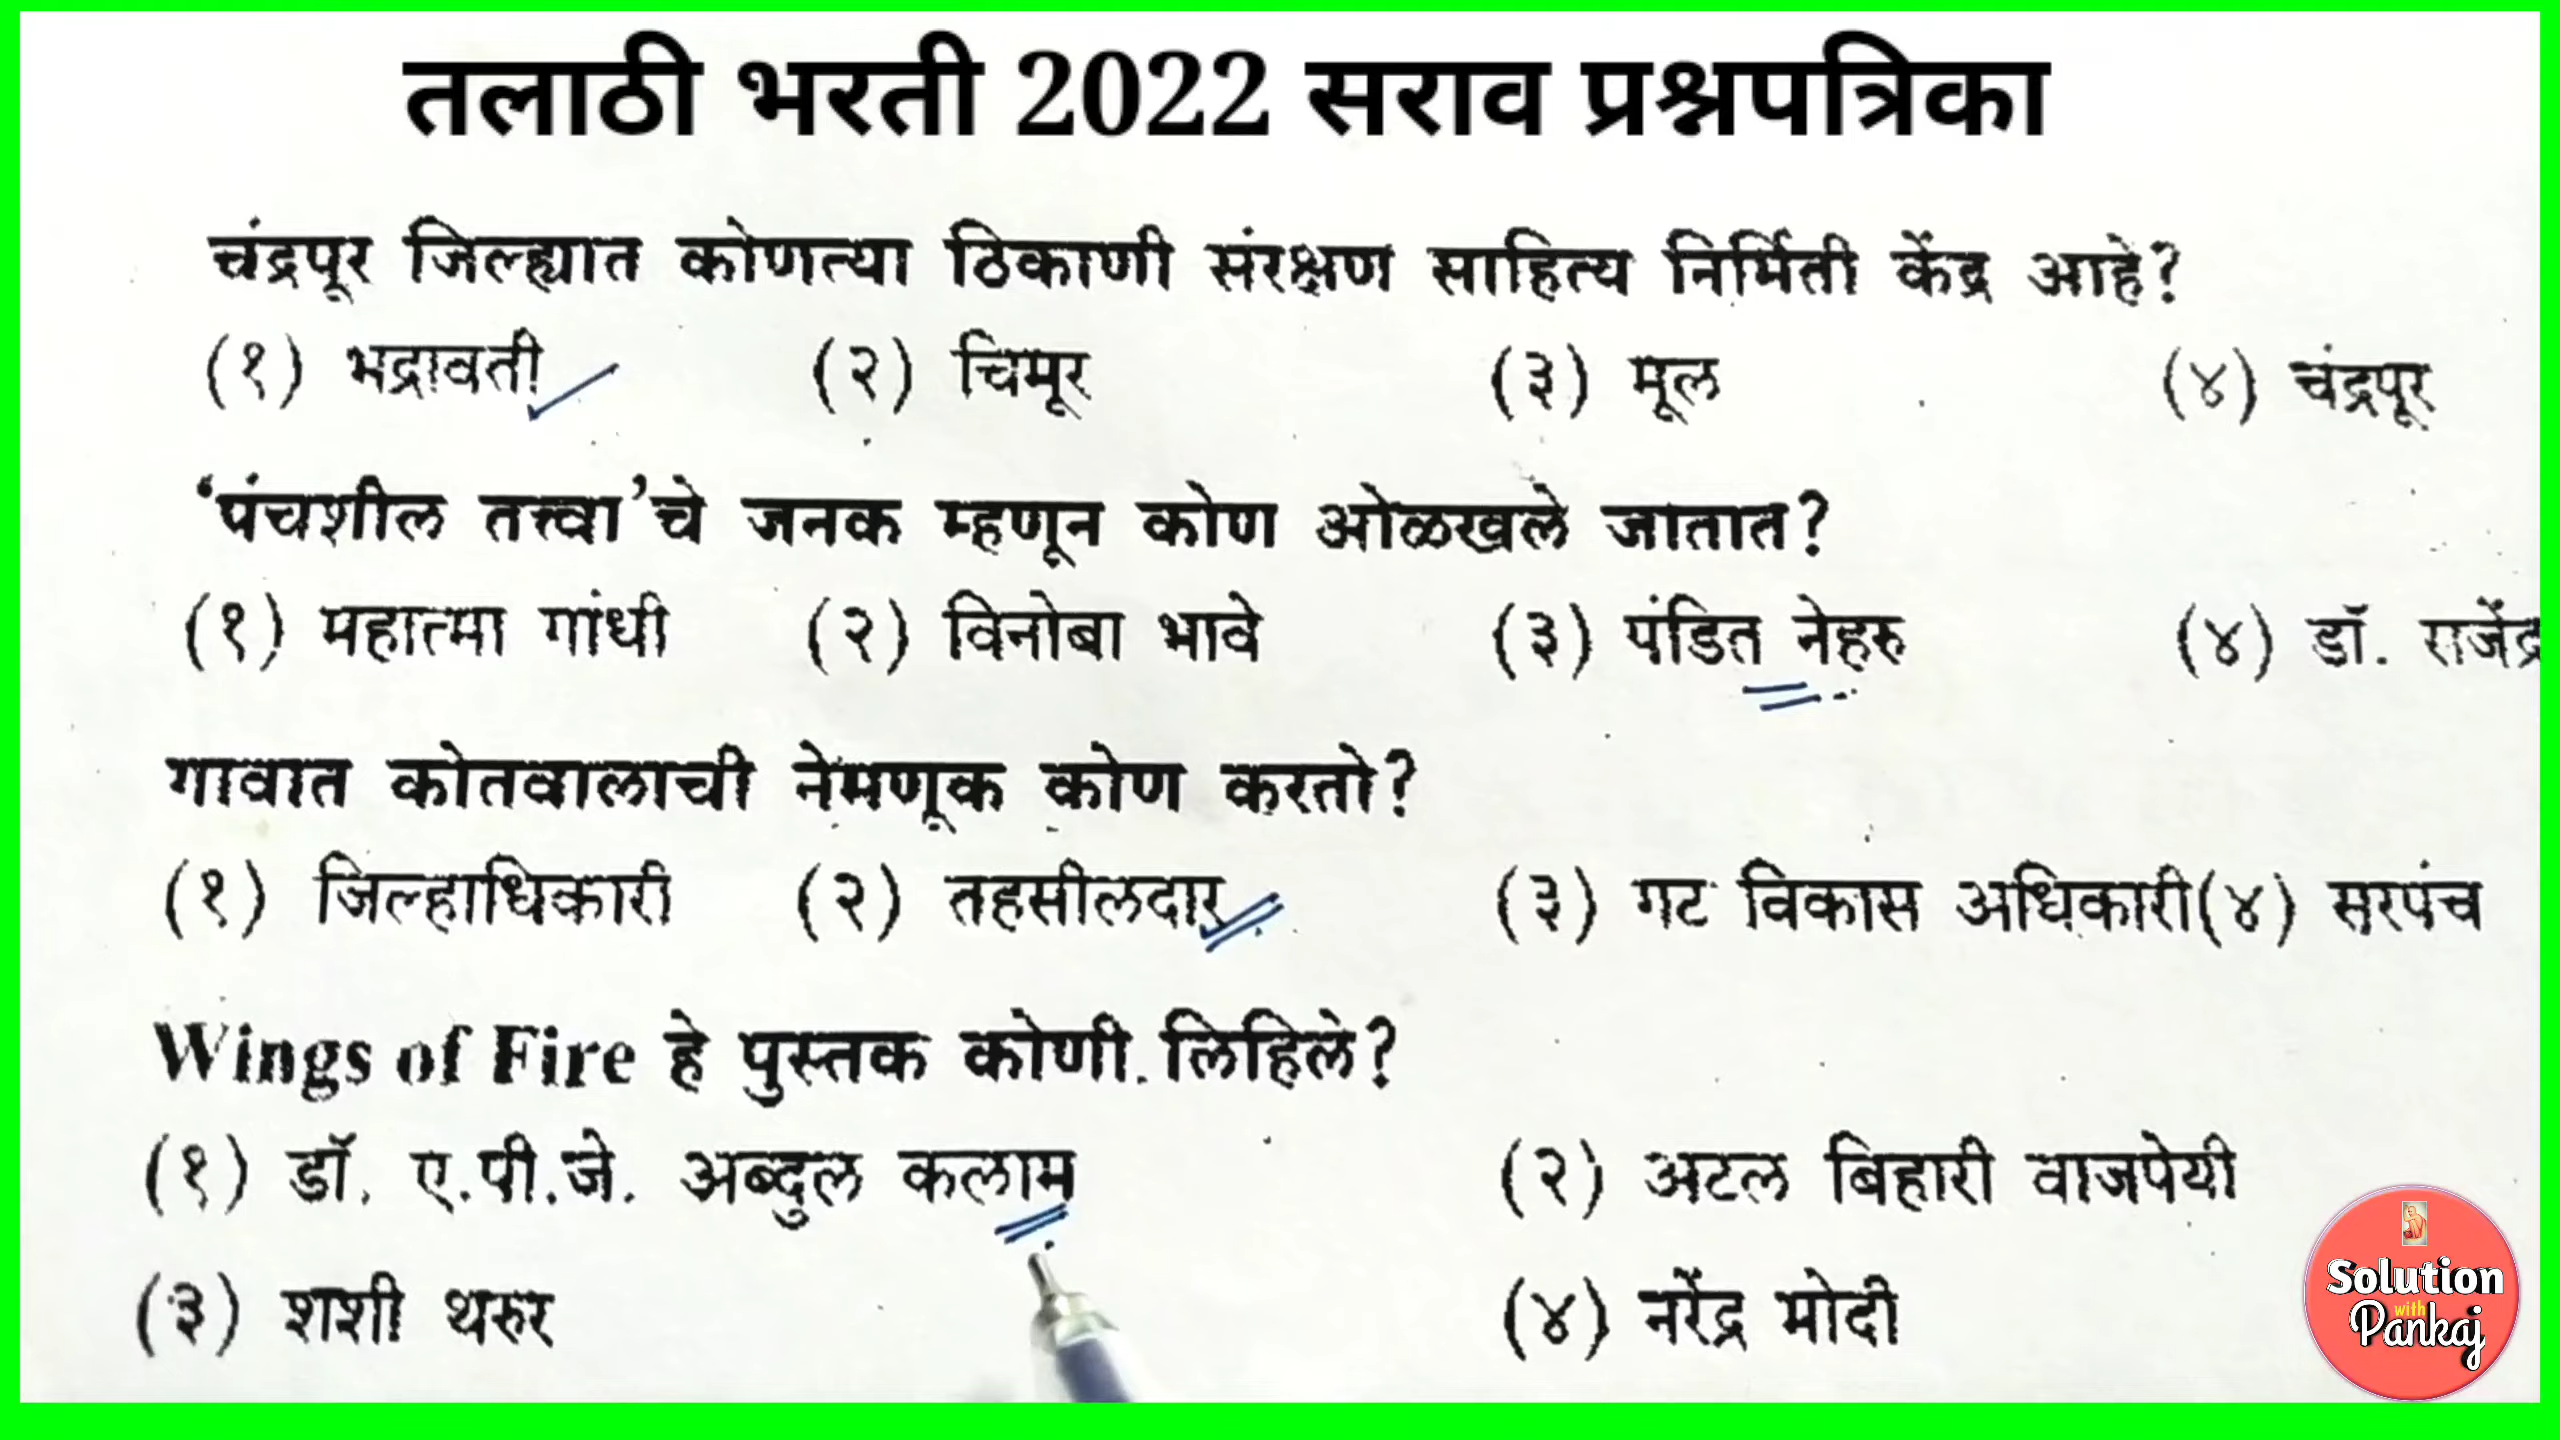 तलाठी भरती 2022 सराव प्रश्नपत्रिका
चंद्रपूर जिल्ह्यात कोणत्या ठिकाणी संरक्षण साहित्य निर्मिती केंद्र आहे?
(१) भद्रावती (२) चिमूर (३) मूल (४) चंद्रपूर
‘पंचशील तत्त्वा’चे जनक म्हणून कोण ओळखले जातात?
(१) महात्मा गांधी (२) विनोबा भावे (३) पंडित नेहरु (४) डॉ. राजेंद्र
गावात कोतवालाची नेमणूक कोण करतो?
(१) जिल्हाधिकारी (२) तहसीलदार (३) गट विकास अधिकारी (४) सरपंच
Wings of Fire हे पुस्तक कोणी लिहिले?
(१) डॉ. ए.पी.जे. अब्दुल कलाम (२) अटल बिहारी वाजपेयी
(३) शशी थरुर (४) नरेंद्र मोदी
Solution
with
Pankaj